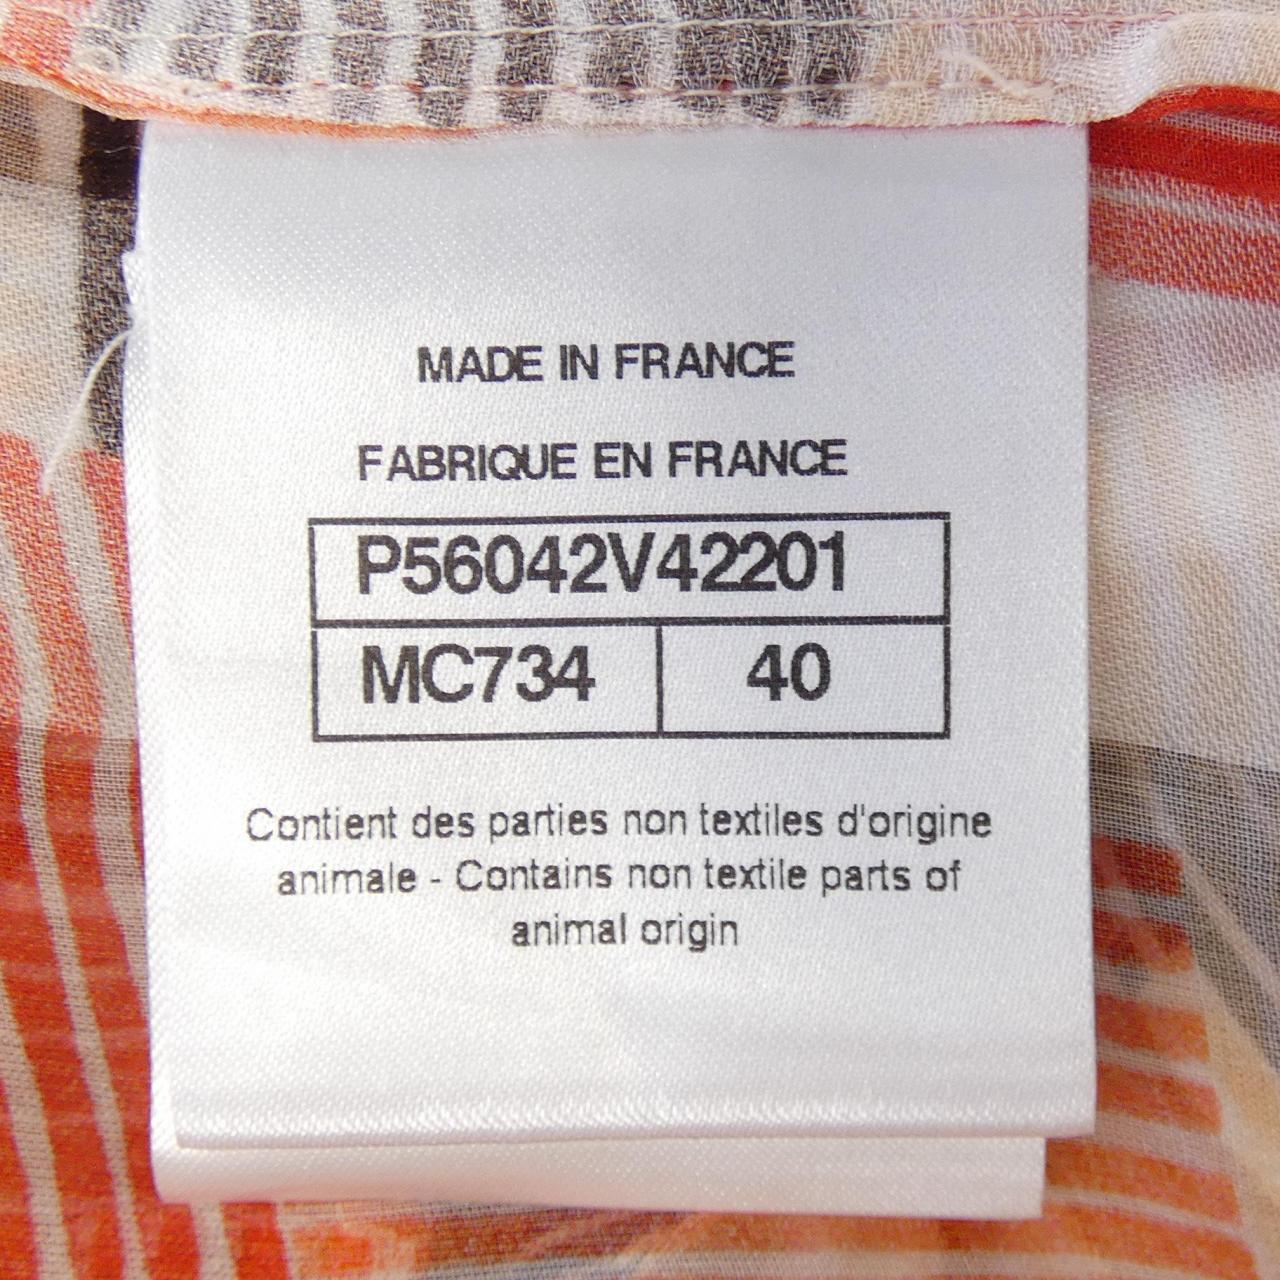 MADE IN FRANCE
FABRIQUE EN FRANCE
P56042V42201
MC734 40
Contient des parties non textiles d'origine
animale - Contains non textile parts of
animal origin